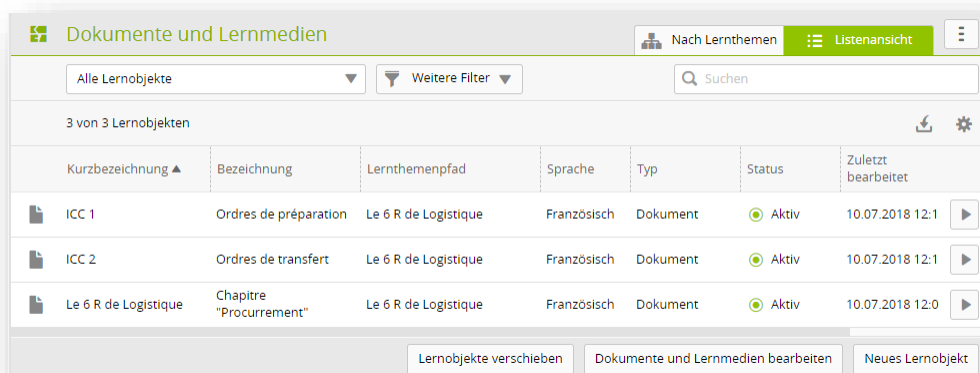 Dokumente und Lernmedien
Nach Lernthemen
Listenansicht
Alle Lernobjekte
Weitere Filter
Suchen
3 von 3 Lernobjekten
Kurzbezeichnung Bezeichnung Lernthemenpfad Sprache Typ Status Zuletzt
bearbeitet
ICC 1 Ordres de préparation Le 6 R de Logistique Französisch Dokument Aktiv 10.07.2018 12:1
ICC 2 Ordres de transfert Le 6 R de Logistique Französisch Dokument Aktiv 10.07.2018 12:1
Le 6 R de Logistique Chapitre
"Procurrement" Le 6 R de Logistique Französisch Dokument Aktiv 10.07.2018 12:0
Lernobjekte verschieben Dokumente und Lernmedien bearbeiten Neues Lernobjekt